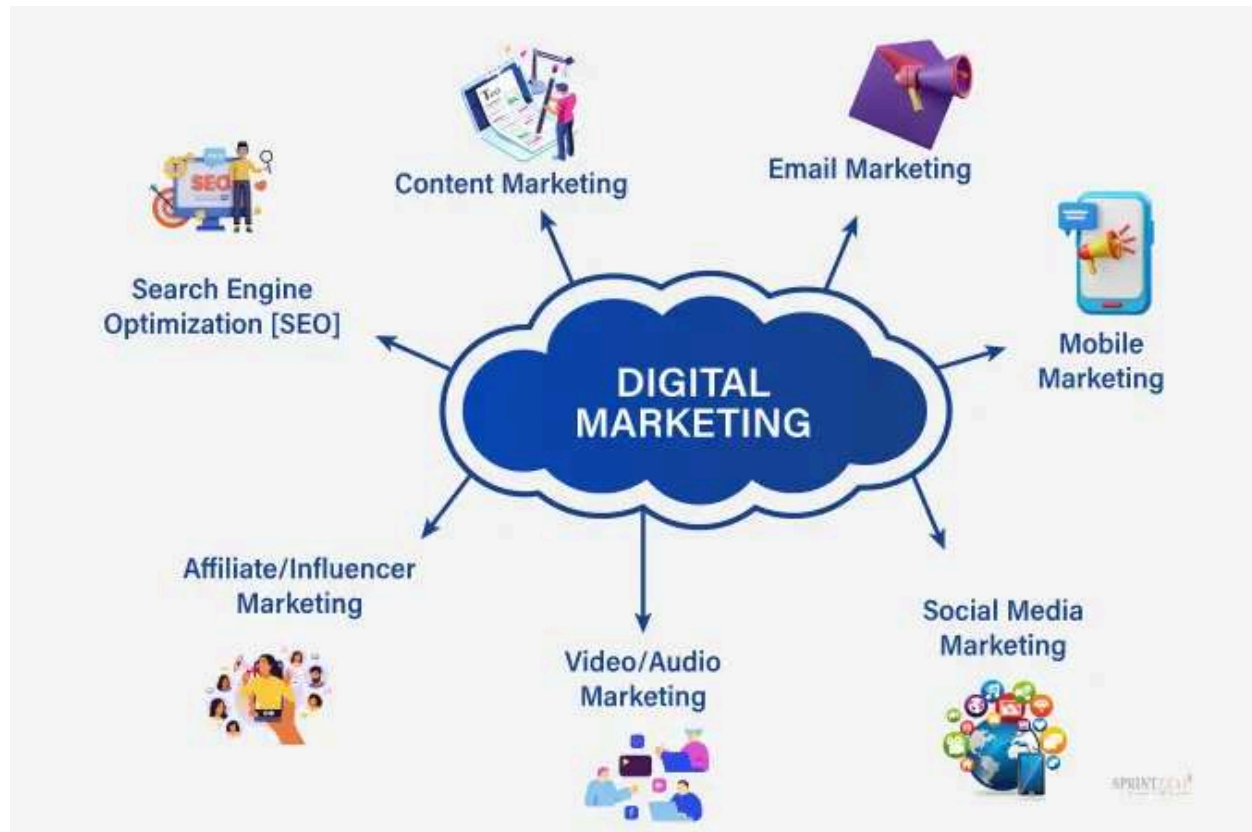 Content Marketing
Email Marketing
SEO
Search Engine
Optimization [SEO]
Mobile
Marketing
DIGITAL
MARKETING
Affiliate/Influencer
Marketing
Video/Audio
Marketing
Social Media
Marketing